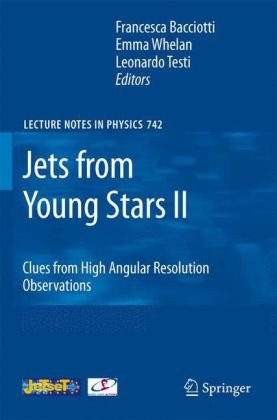 Francesca Bacciotti
Emma Whelan
Leonardo Testi
Editors
LECTURE NOTES IN PHYSICS 742
Jets from
Young Stars II
Clues from High Angular Resolution
Observations
JETSET
Springer